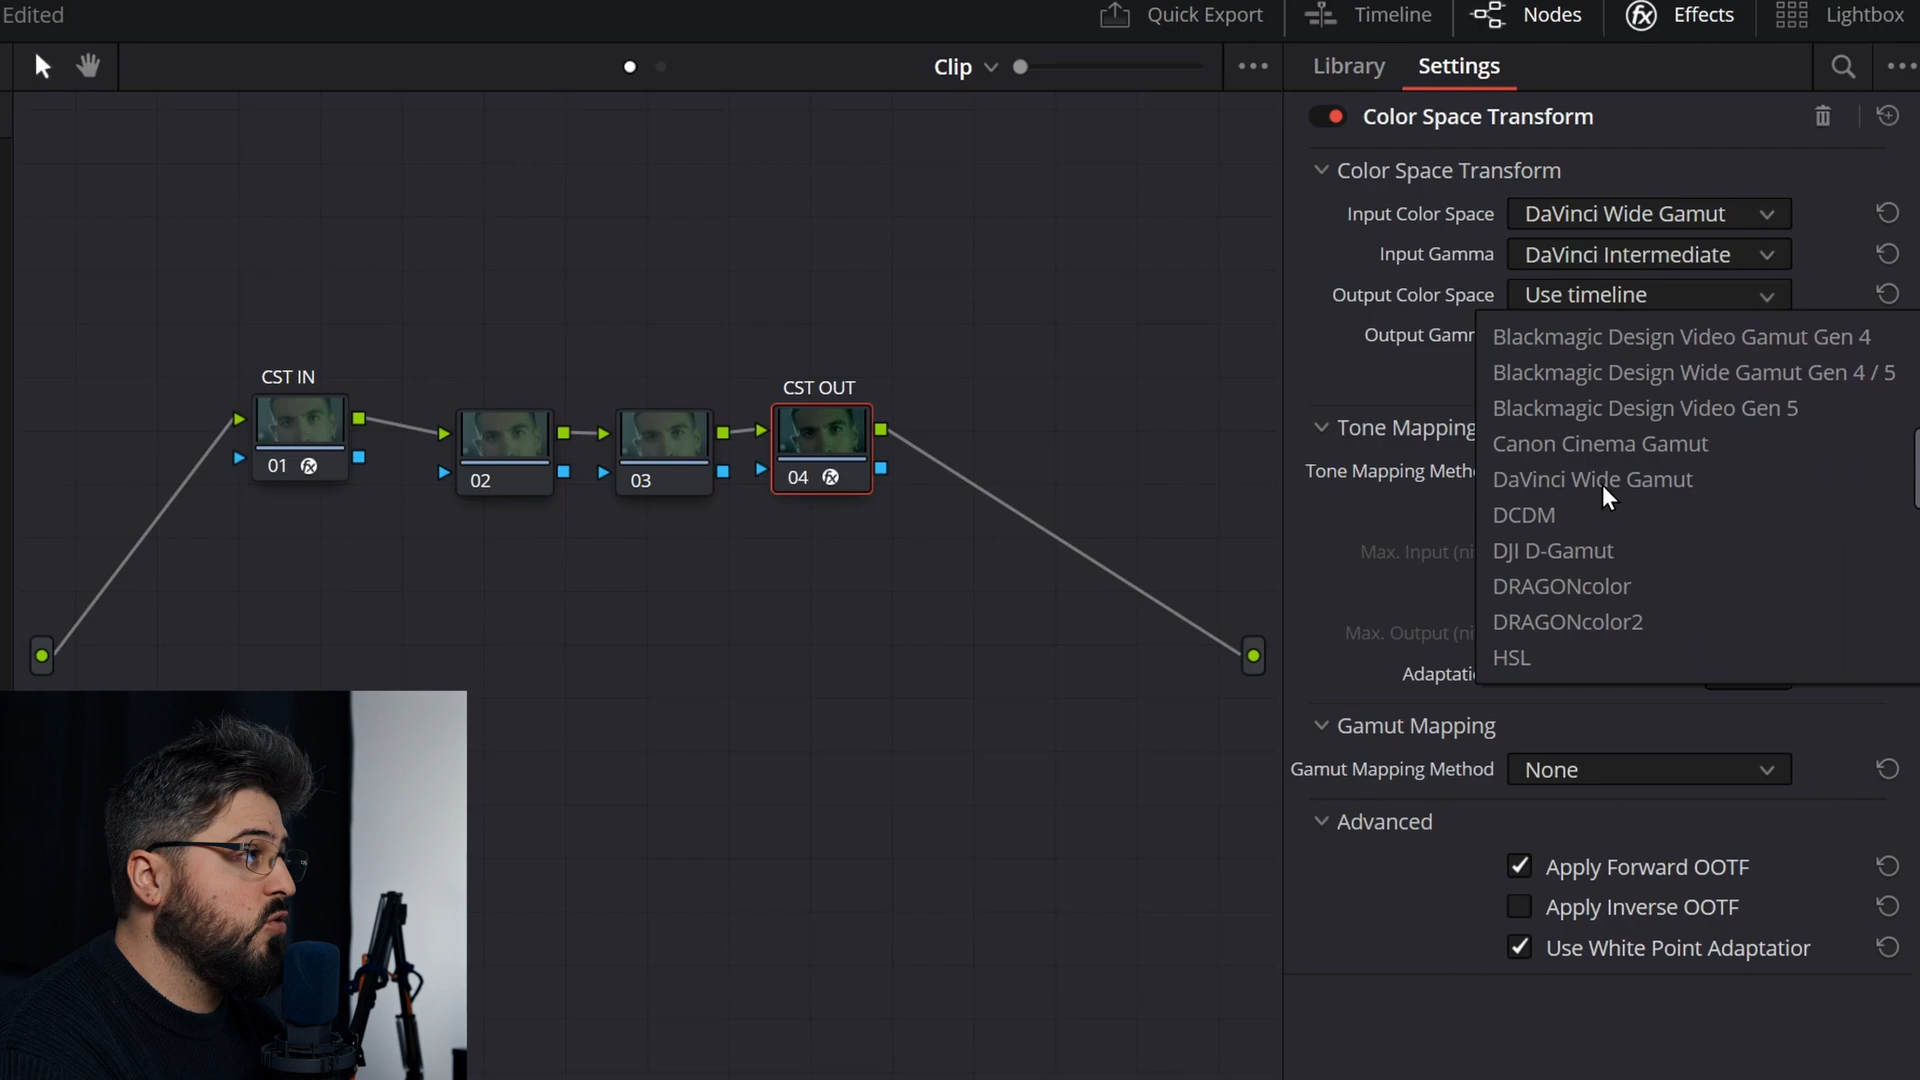 Edited
Quick Export
Timeline
Nodes
Effects
Lightbox
Clip
Library
Settings
Color Space Transform
Color Space Transform
Input Color Space
DaVinci Wide Gamut
Input Gamma
DaVinci Intermediate
Output Color Space
Use timeline
Output Gamm
Blackmagic Design Video Gamut Gen 4
Blackmagic Design Wide Gamut Gen 4 / 5
Blackmagic Design Video Gen 5
Canon Cinema Gamut
DaVinci Wide Gamut
DCDM
DJI D-Gamut
DRAGONcolor
DRAGONcolor2
HSL
Tone Mapping
Tone Mapping Metho
Max. Input (ni
Max. Output (ni
Adaptatic
Gamut Mapping
Gamut Mapping Method
None
Advanced
Apply Forward OOTF
Apply Inverse OOTF
Use White Point Adaptatior
CST IN
01
02
03
CST OUT
04